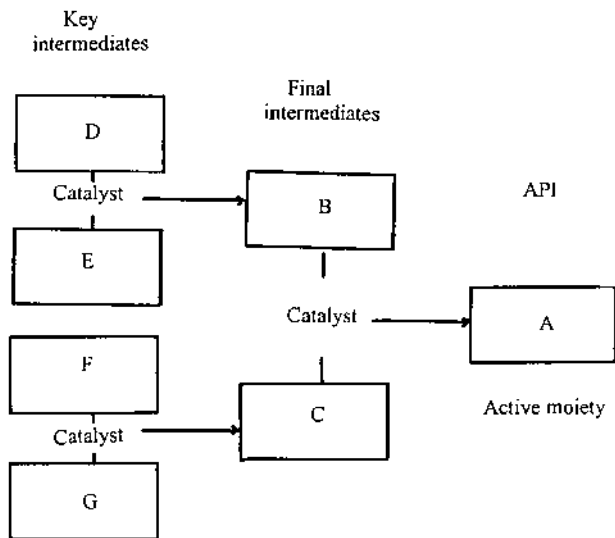 Key
intermediates
Final
intermediates
API
D
Catalyst
E
B
Catalyst
A
F
Catalyst
G
C
Active moiety